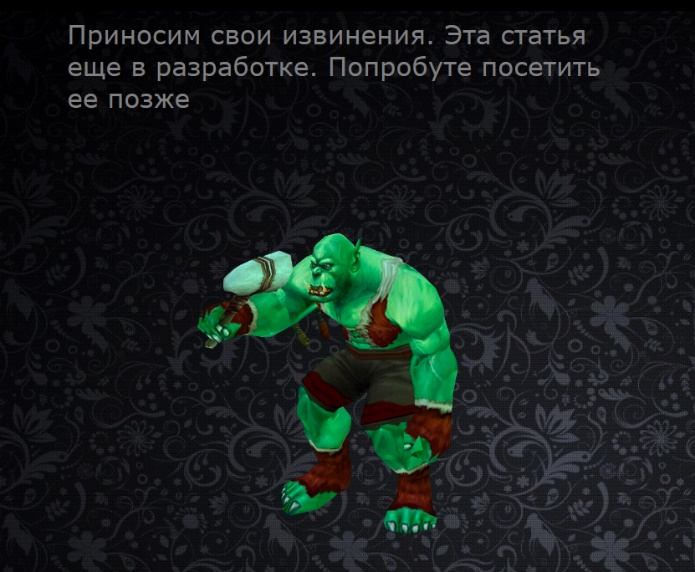 Приносим свои извинения. Эта статья
еще в разработке. Попробуте посетить
ее позже